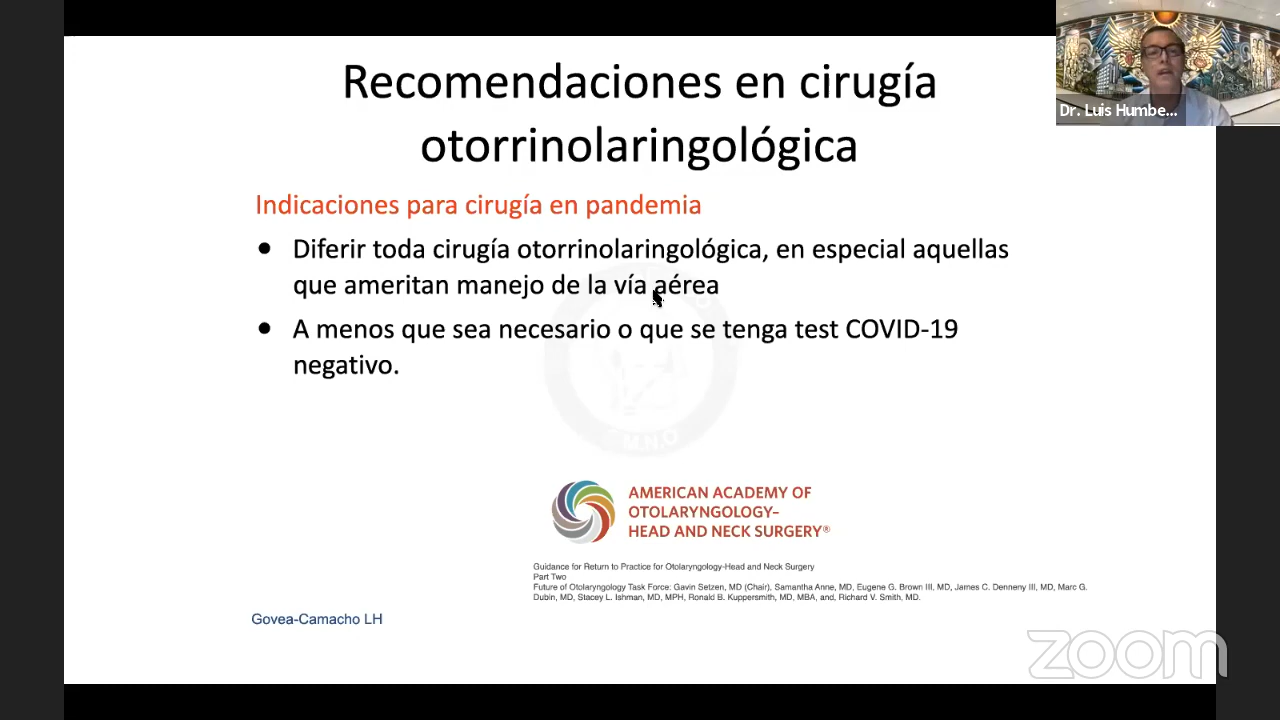 Recomendaciones en cirugía
otorrinolaringológica
Dr. Luis Humbe...
Indicaciones para cirugía en pandemia
● Diferir toda cirugía otorrinolaringológica, en especial aquellas
que ameritan manejo de la vía aérea
● A menos que sea necesario o que se tenga test COVID-19
negativo.
M.N.O
AMERICAN ACADEMY OF
OTOLARYNGOLOGY–
HEAD AND NECK SURGERY®
Guidance for Return to Practice for Otolaryngology-Head and Neck Surgery
Part Two
Future of Otolaryngology Task Force: Gavin Setzen, MD (Chair), Samantha Anne, MD, Eugene G. Brown III, MD, James C. Denneny III, MD, Marc G.
Dubin, MD, Stacey L. Ishman, MD, MPH, Ronald B. Kuppersmith, MD, MBA, and, Richard V. Smith, MD.
Govea-Camacho LH
zoom